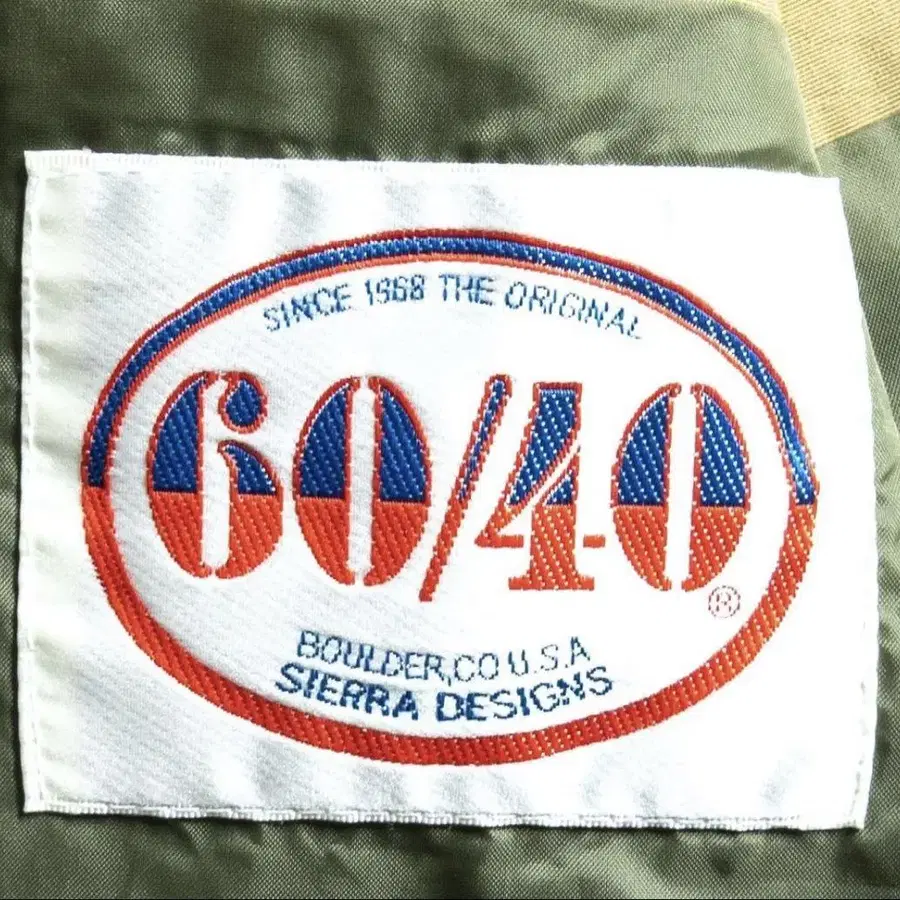 SINCE 1968 THE ORIGINAL
60/40®
BOULDER,CO U.S.A
SIERRA DESIGNS